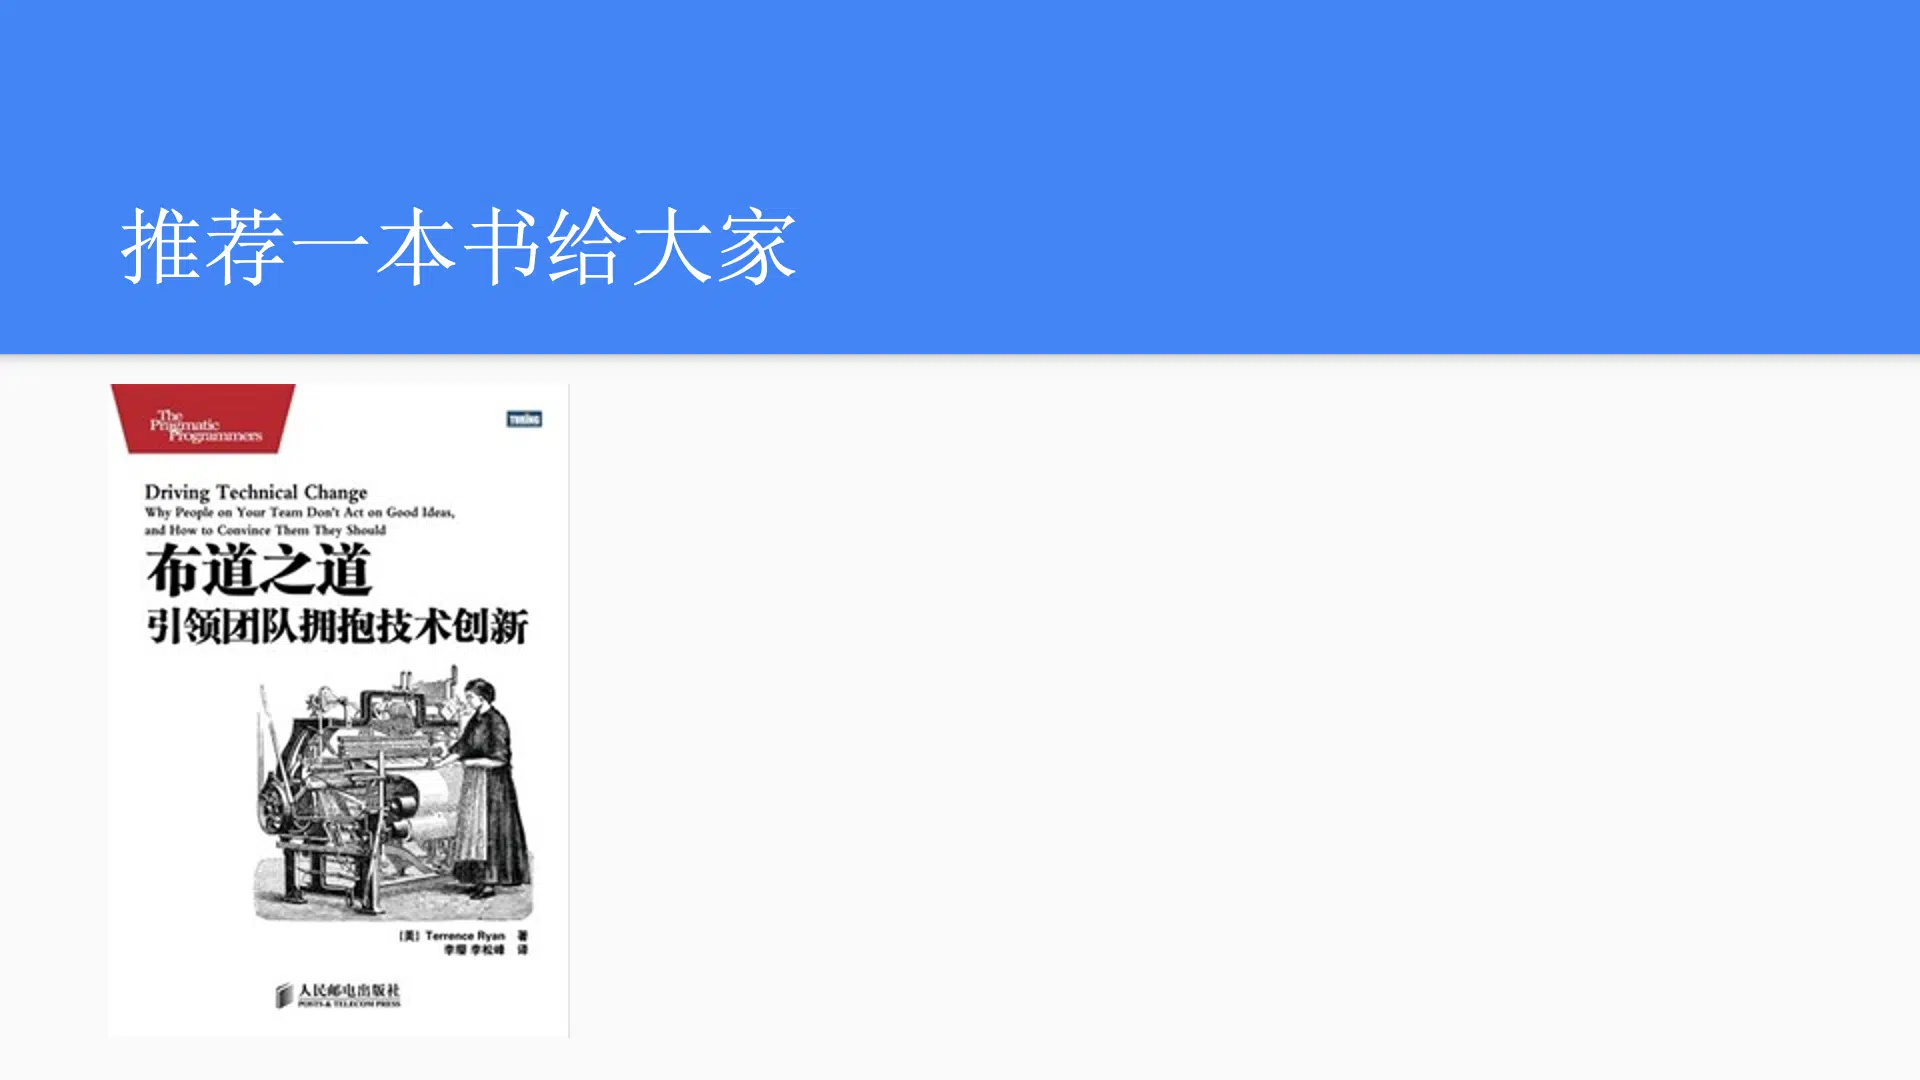 推荐一本书给大家
The
Pragmatic
Programmers
TURING
Driving Technical Change
Why People on Your Team Don't Act on Good Ideas,
and How to Convince Them They Should
布道之道
引领团队拥抱技术创新
[美] Terrence Ryan 著
李璎 李松峰 译
人民邮电出版社
POSTS & TELECOM PRESS